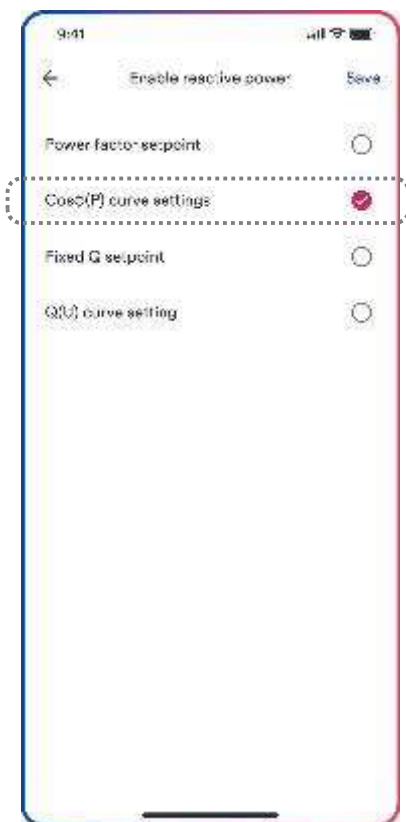 9:41
Enable reactive power Save
Power factor setpoint
CosΦ(P) curve settings
Fixed Q setpoint
Q(U) curve setting